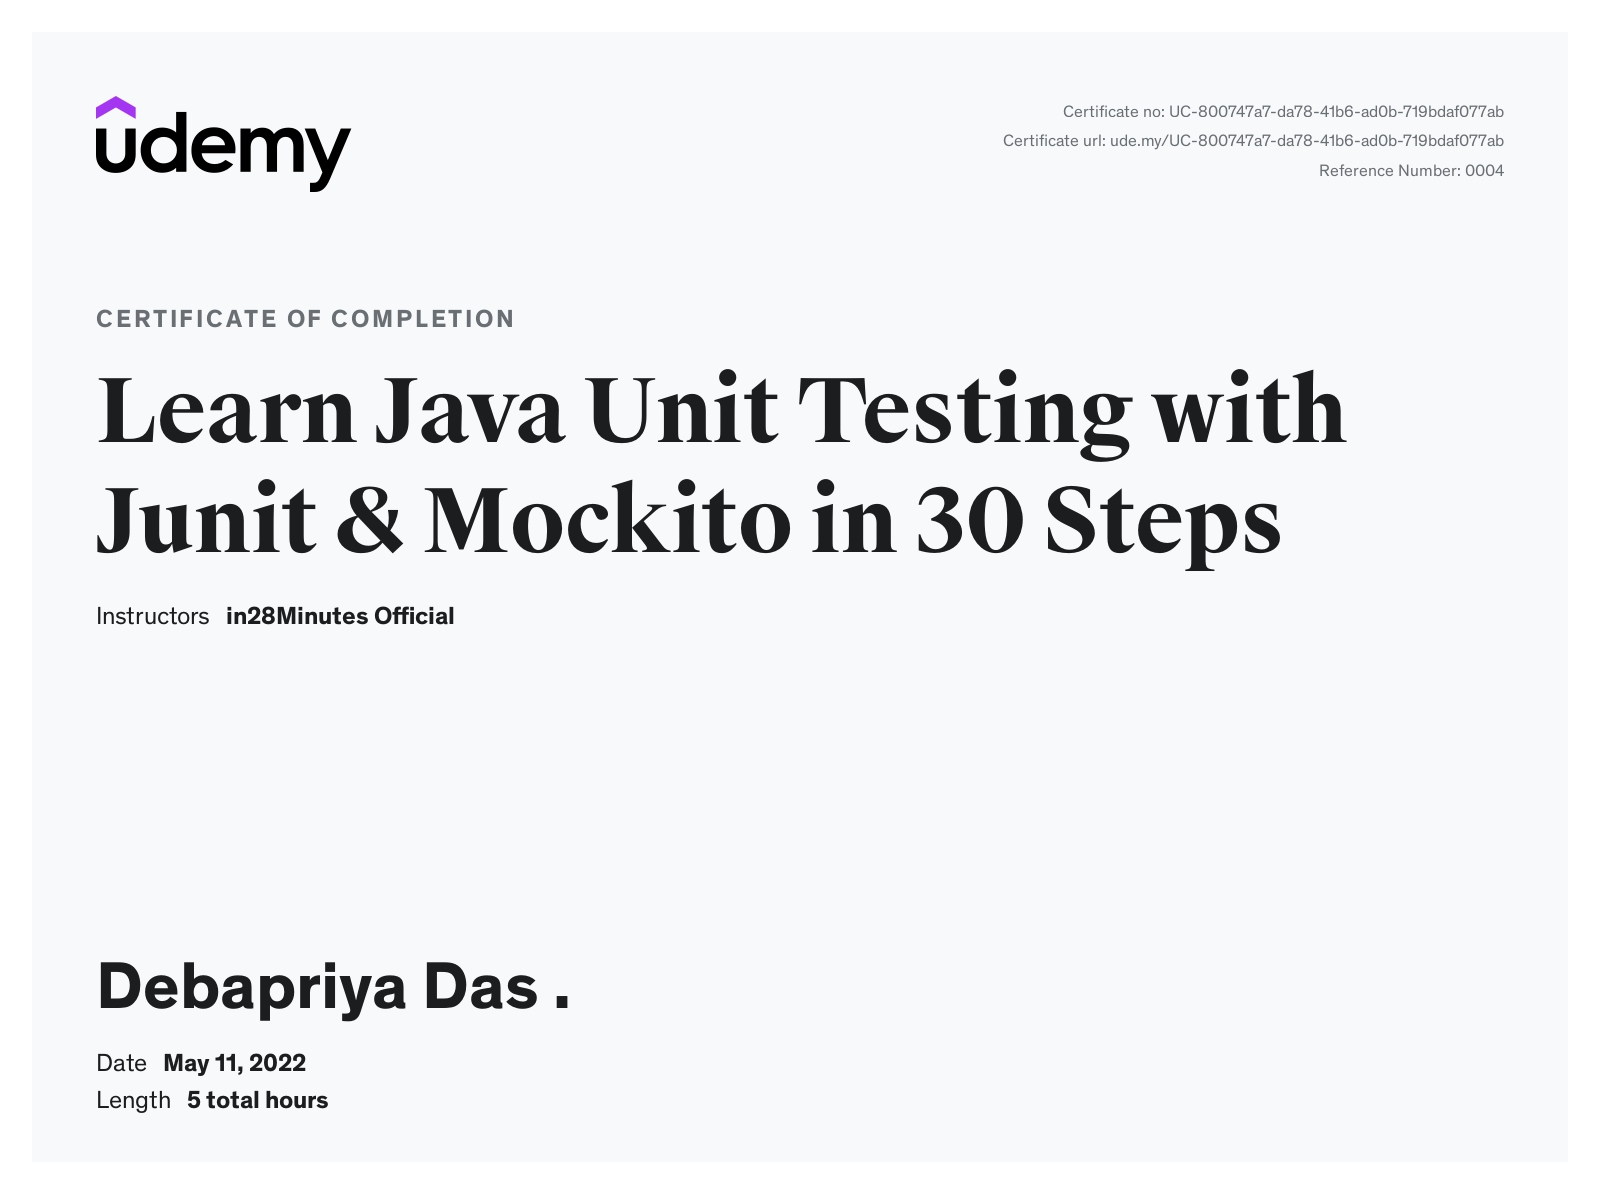 udemy
Certificate no: UC-800747a7-da78-41b6-ad0b-719bdaf077ab
Certificate url: ude.my/UC-800747a7-da78-41b6-ad0b-719bdaf077ab
Reference Number: 0004
CERTIFICATE OF COMPLETION
Learn Java Unit Testing with
Junit & Mockito in 30 Steps
Instructors in28Minutes Official
Debapriya Das .
Date May 11, 2022
Length 5 total hours